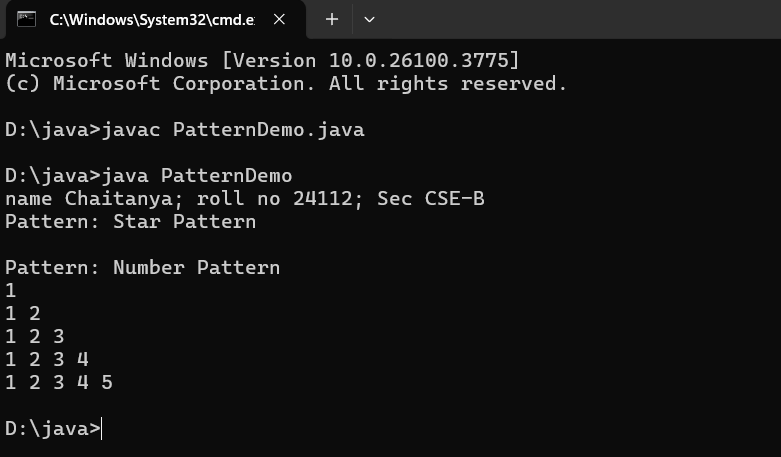 C:\Windows\System32\cmd.e
Microsoft Windows [Version 10.0.26100.3775]
(c) Microsoft Corporation. All rights reserved.
D:\java>javac PatternDemo.java
D:\java>java PatternDemo
name Chaitanya; roll no 24112; Sec CSE-B
Pattern: Star Pattern
Pattern: Number Pattern
1
1 2
1 2 3
1 2 3 4
1 2 3 4 5
D:\java>